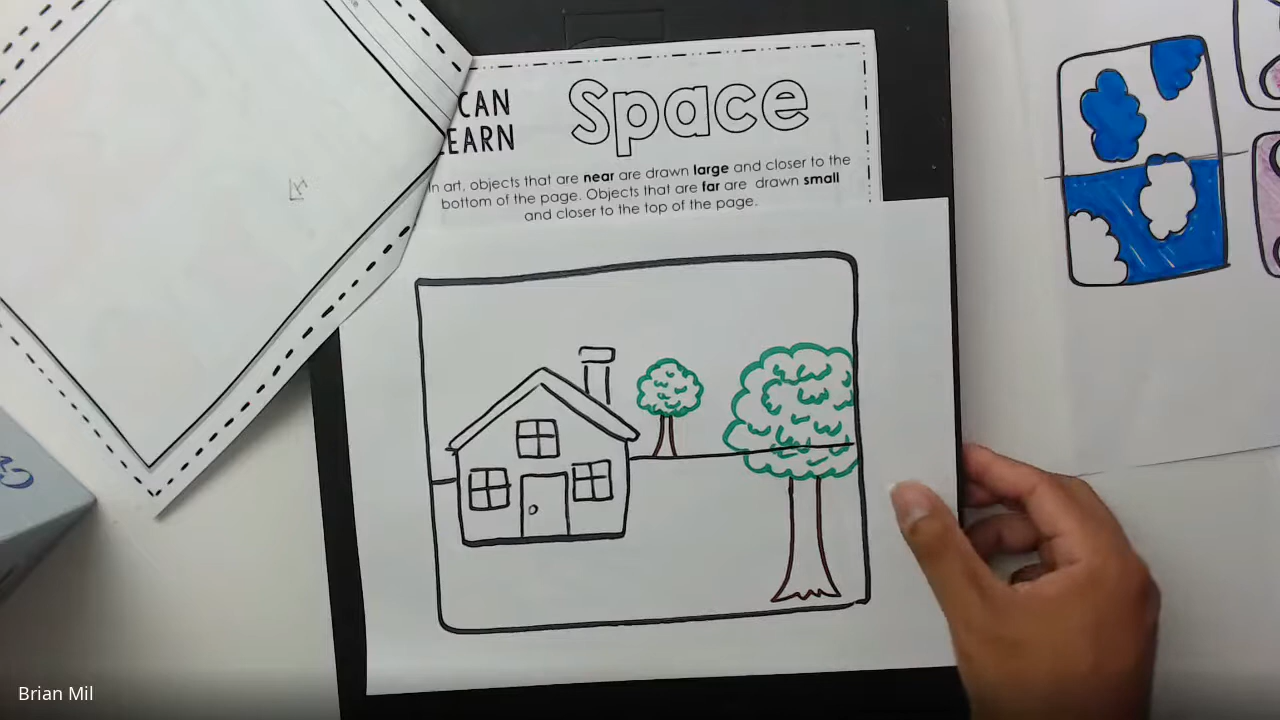 CAN
LEARN
Space
In art, objects that are near are drawn large and closer to the
bottom of the page. Objects that are far are drawn small
and closer to the top of the page.
Brian Mil